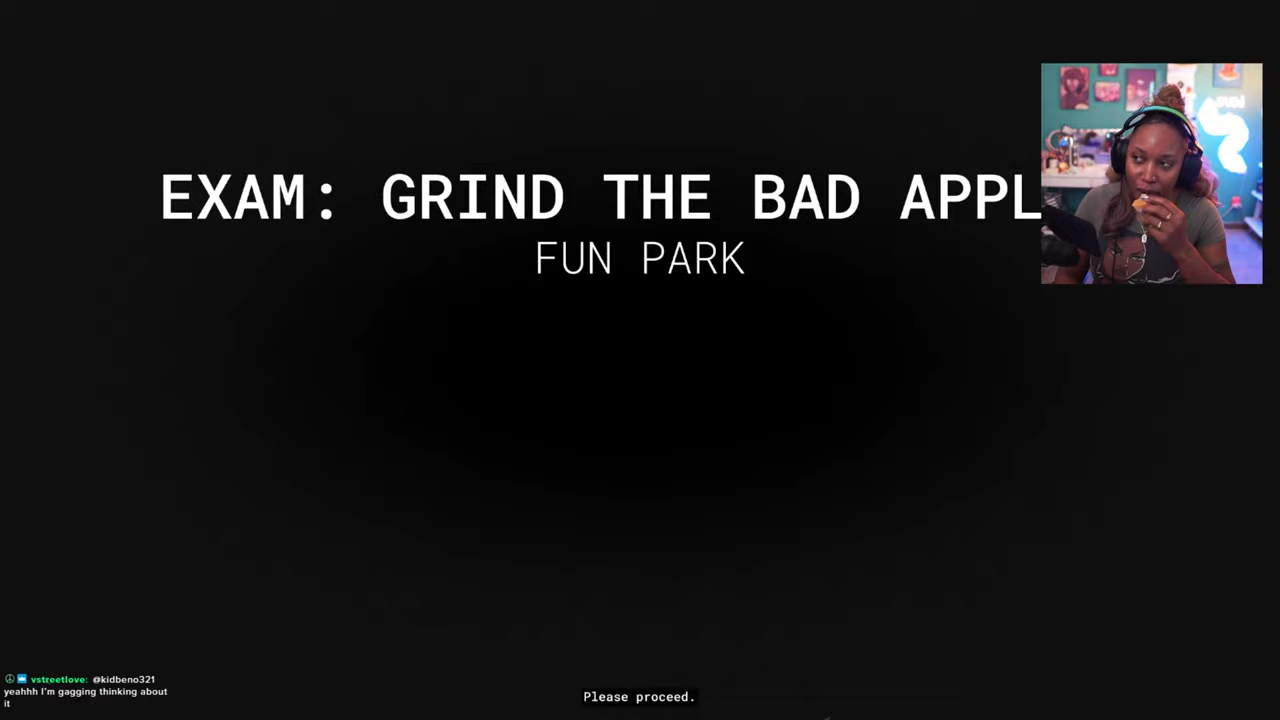 EXAM: GRIND THE BAD APPL
FUN PARK
vstreetlove: @kidbeno321
yeahhh I'm gagging thinking about
it
Please proceed.